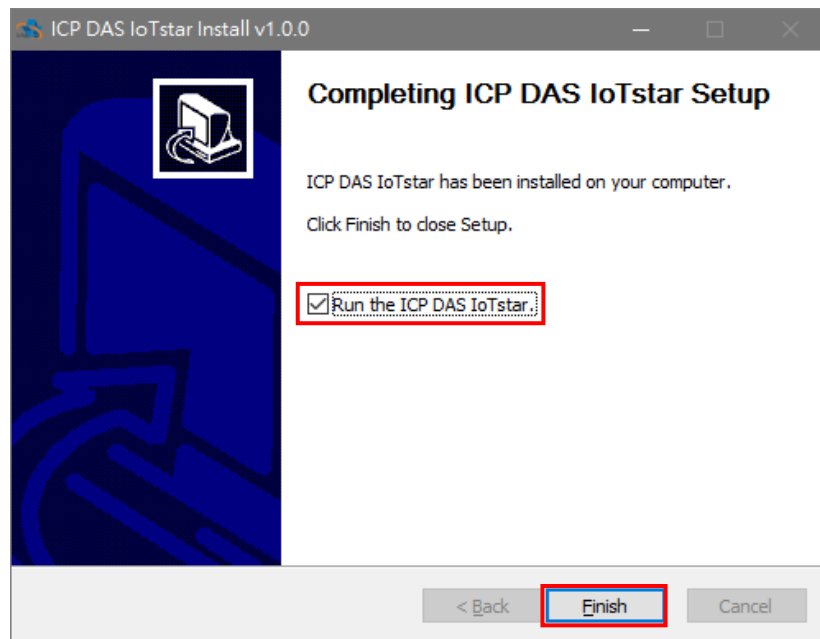 ICP DAS IoTstar Install v1.0.0
Completing ICP DAS IoTstar Setup
ICP DAS IoTstar has been installed on your computer.
Click Finish to close Setup.
Run the ICP DAS IoTstar.
< Back
Finish
Cancel